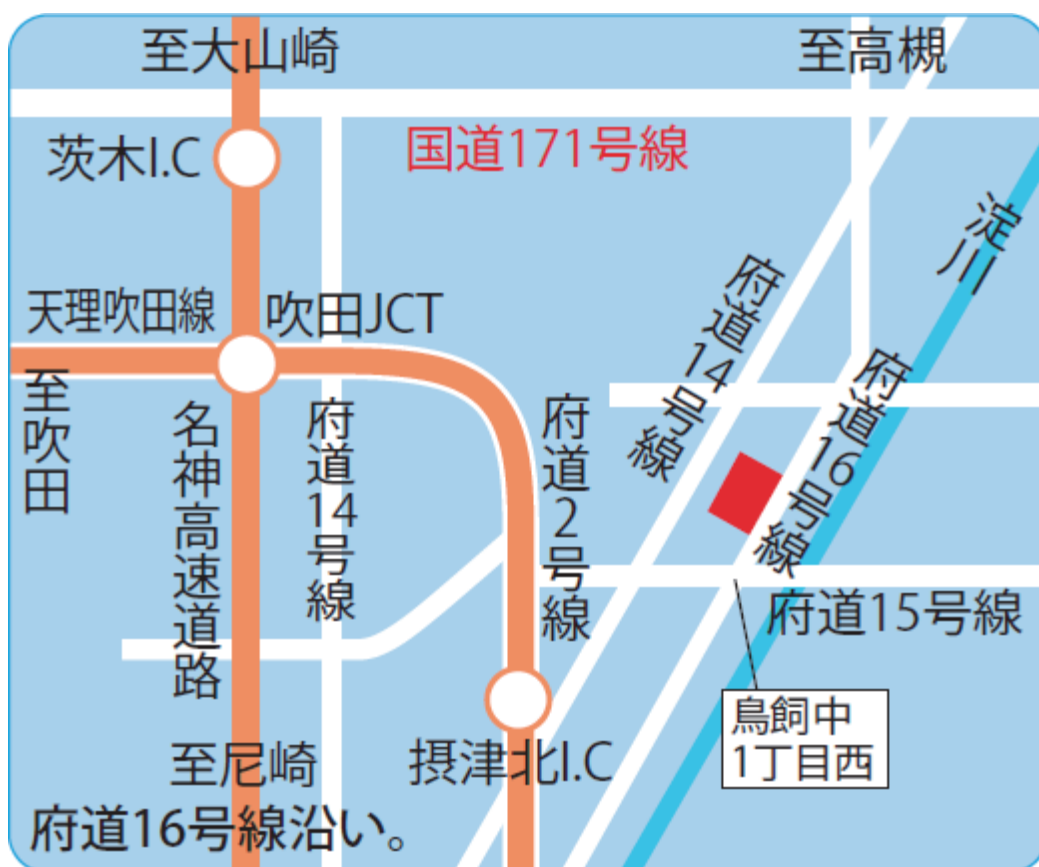 至大山崎
至高槻
茨木I.C
国道171号線
淀川
天理吹田線
吹田JCT
府道14号線
至吹田
名神高速道路
府道14号線
府道2号線
府道16号線
府道15号線
鳥飼中
1丁目西
至尼崎
摂津北I.C
府道16号線沿い。